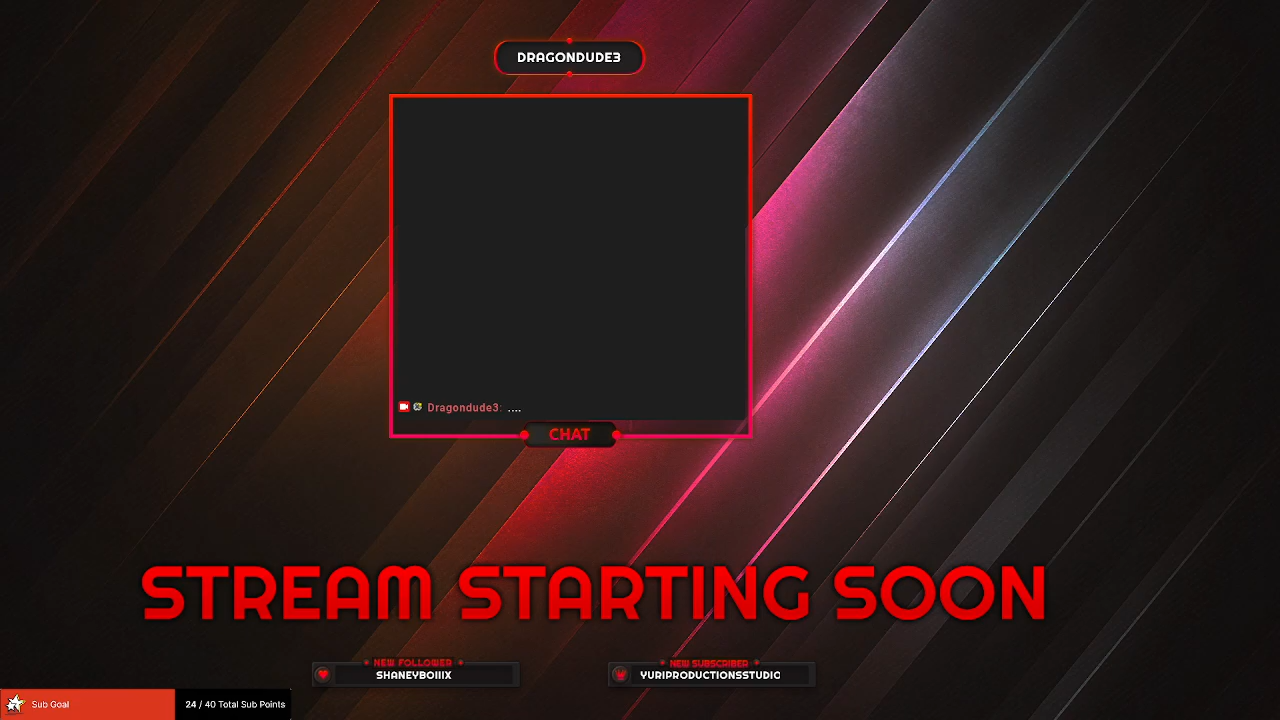 DRAGONDUDE3
Dragondude3: ....
CHAT
STREAM STARTING SOON
NEW FOLLOWER
SHANEYBOIIIX
NEW SUBSCRIBER
YURIPRODUCTIONSSTUDIO
Sub Goal
24 / 40 Total Sub Points